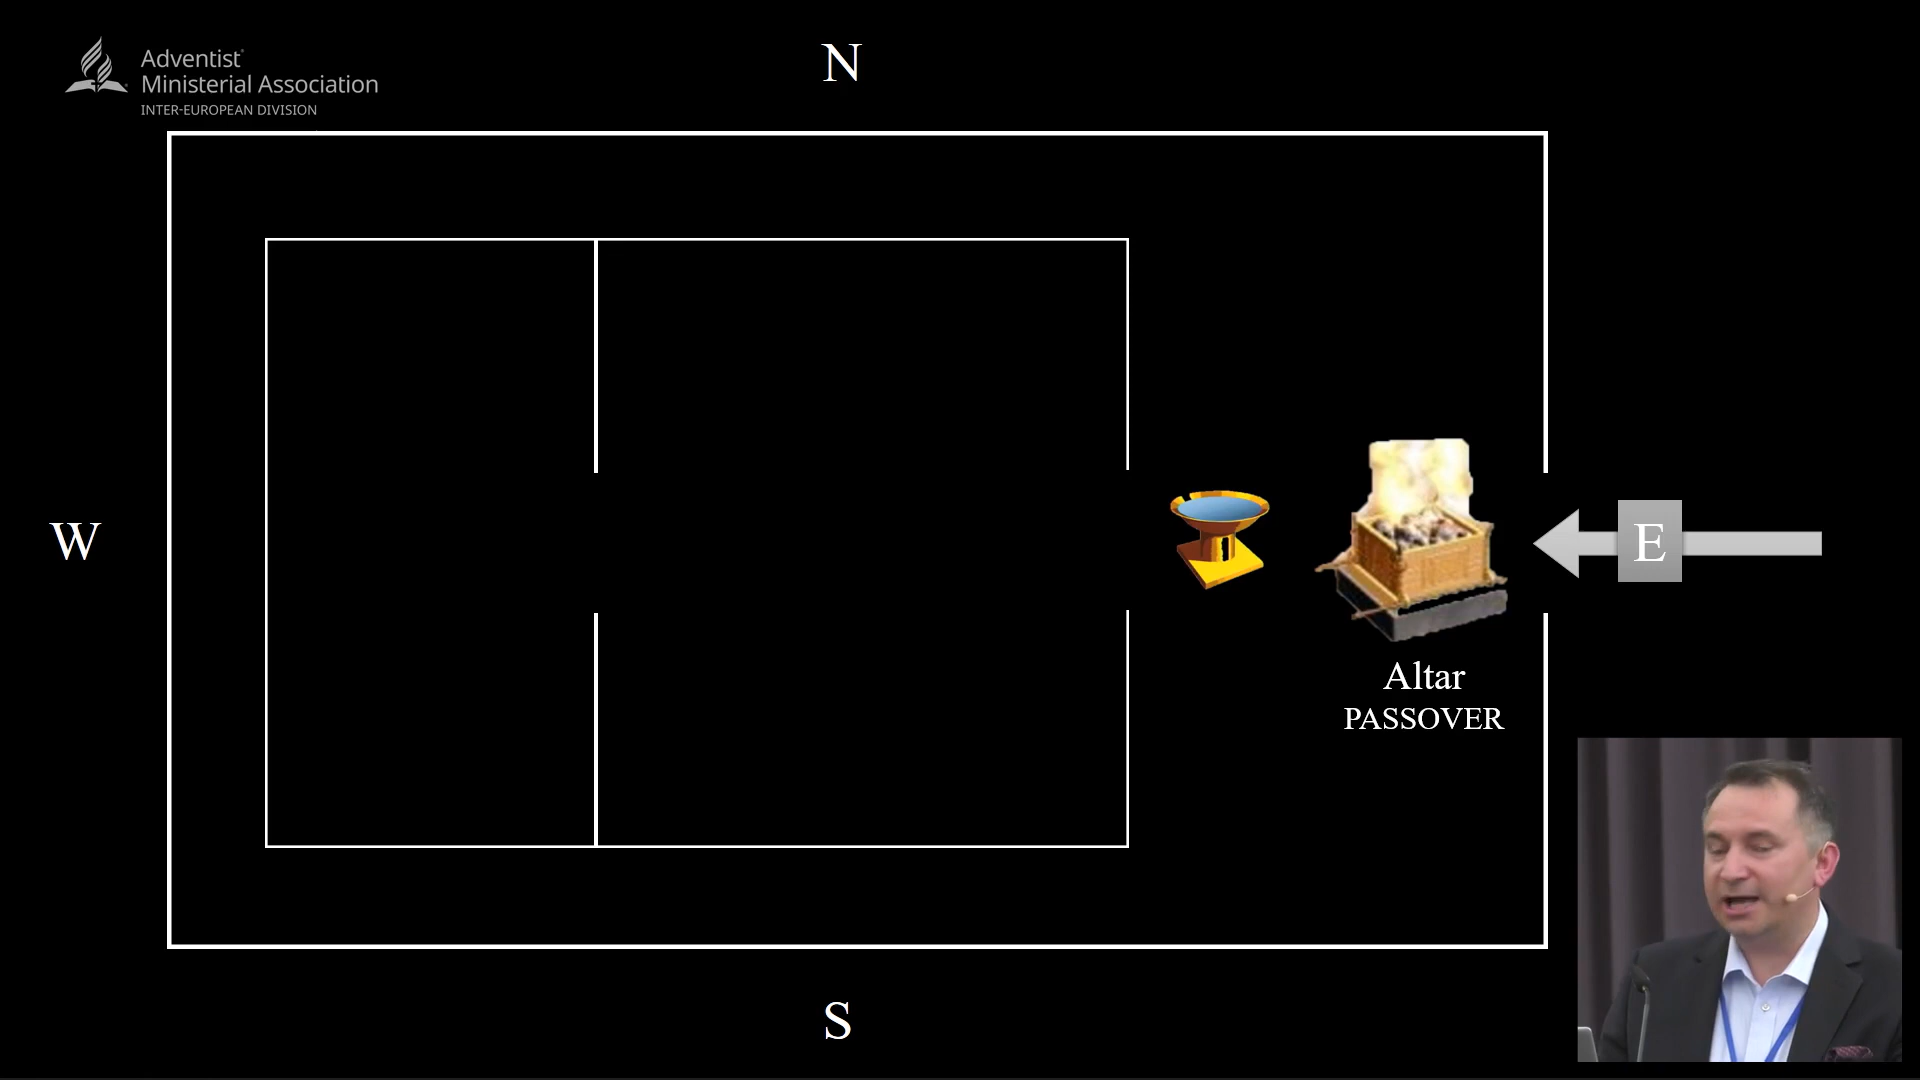 Adventist
Ministerial Association
INTER-EUROPEAN DIVISION
N
W
E
Altar
PASSOVER
S